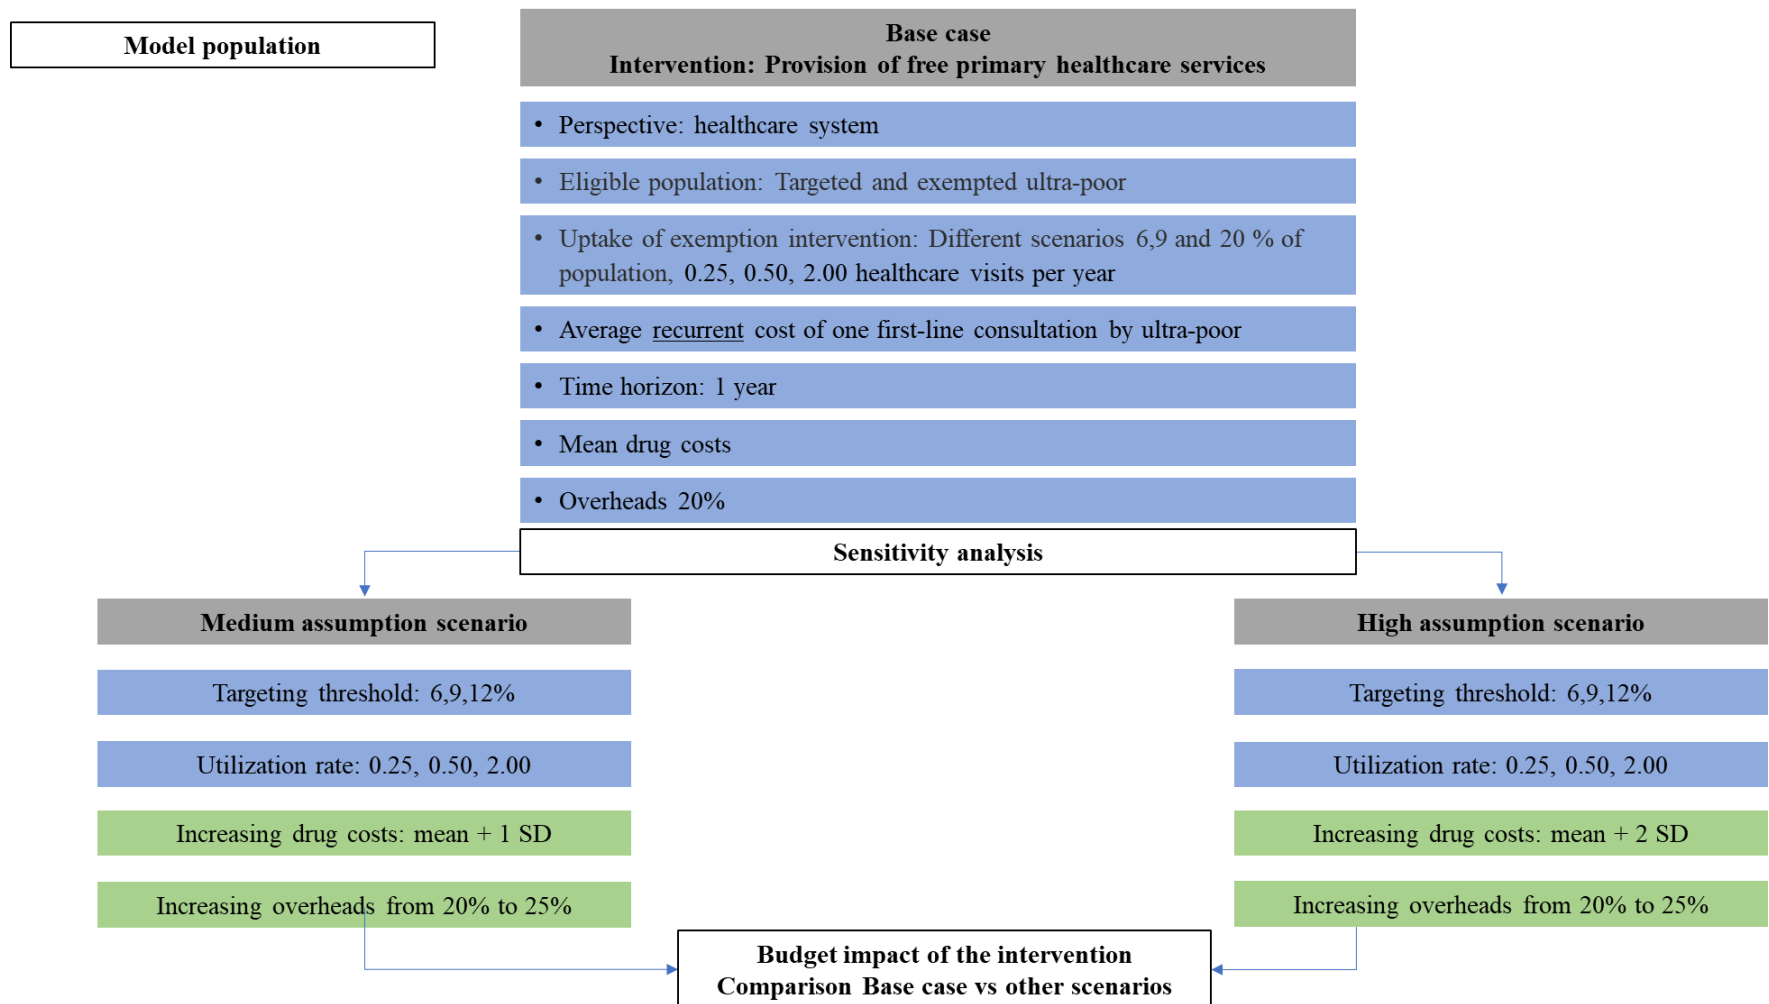 Model population
Base case
Intervention: Provision of free primary healthcare services
• Perspective: healthcare system
• Eligible population: Targeted and exempted ultra-poor
• Uptake of exemption intervention: Different scenarios 6,9 and 20 % of
population, 0.25, 0.50, 2.00 healthcare visits per year
• Average recurrent cost of one first-line consultation by ultra-poor
• Time horizon: 1 year
• Mean drug costs
• Overheads 20%
Sensitivity analysis
Medium assumption scenario
Targeting threshold: 6,9,12%
Utilization rate: 0.25, 0.50, 2.00
Increasing drug costs: mean + 1 SD
Increasing overheads from 20% to 25%
High assumption scenario
Targeting threshold: 6,9,12%
Utilization rate: 0.25, 0.50, 2.00
Increasing drug costs: mean + 2 SD
Increasing overheads from 20% to 25%
Budget impact of the intervention
Comparison Base case vs other scenarios